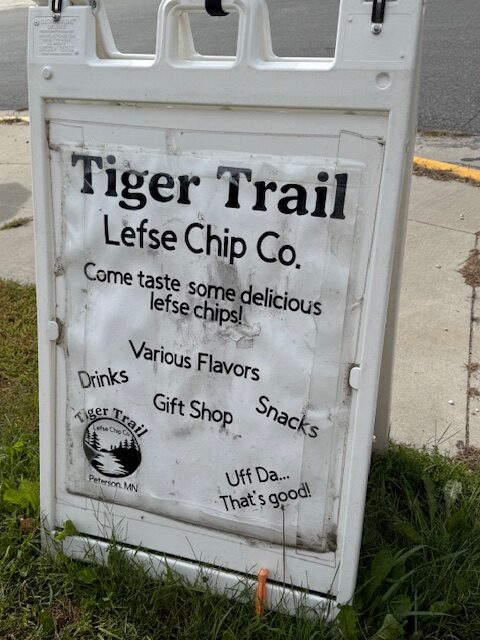 Tiger Trail
Lefse Chip Co.
Come taste some delicious
lefse chips!
Various Flavors
Drinks
Gift Shop
Snacks
Tiger Trail
Lefse Chip Co.
Peterson, MN
Uff Da...
That's good!